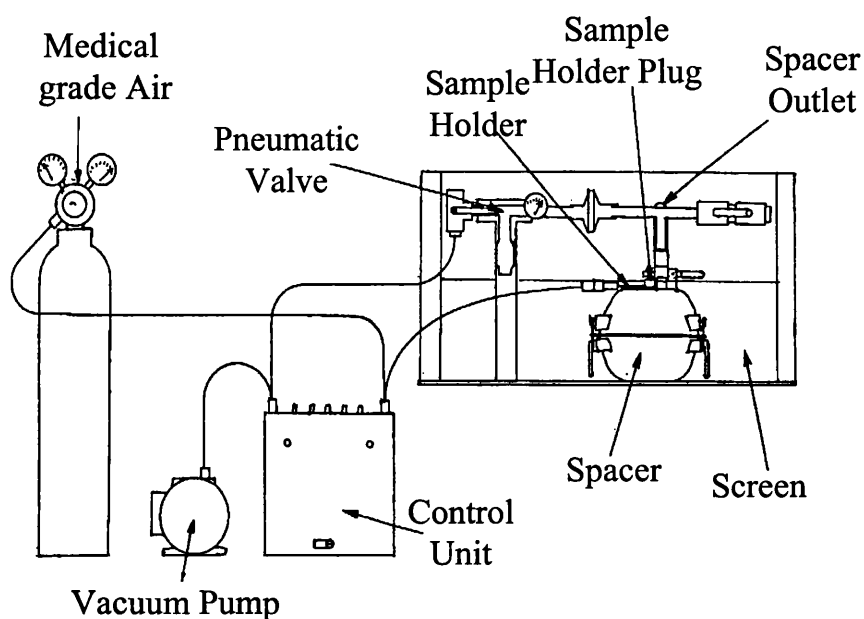 Medical
grade Air
Sample
Holder Plug
Spacer
Outlet
Sample
Holder
Pneumatic
Valve
Spacer
Screen
Control
Unit
Vacuum Pump